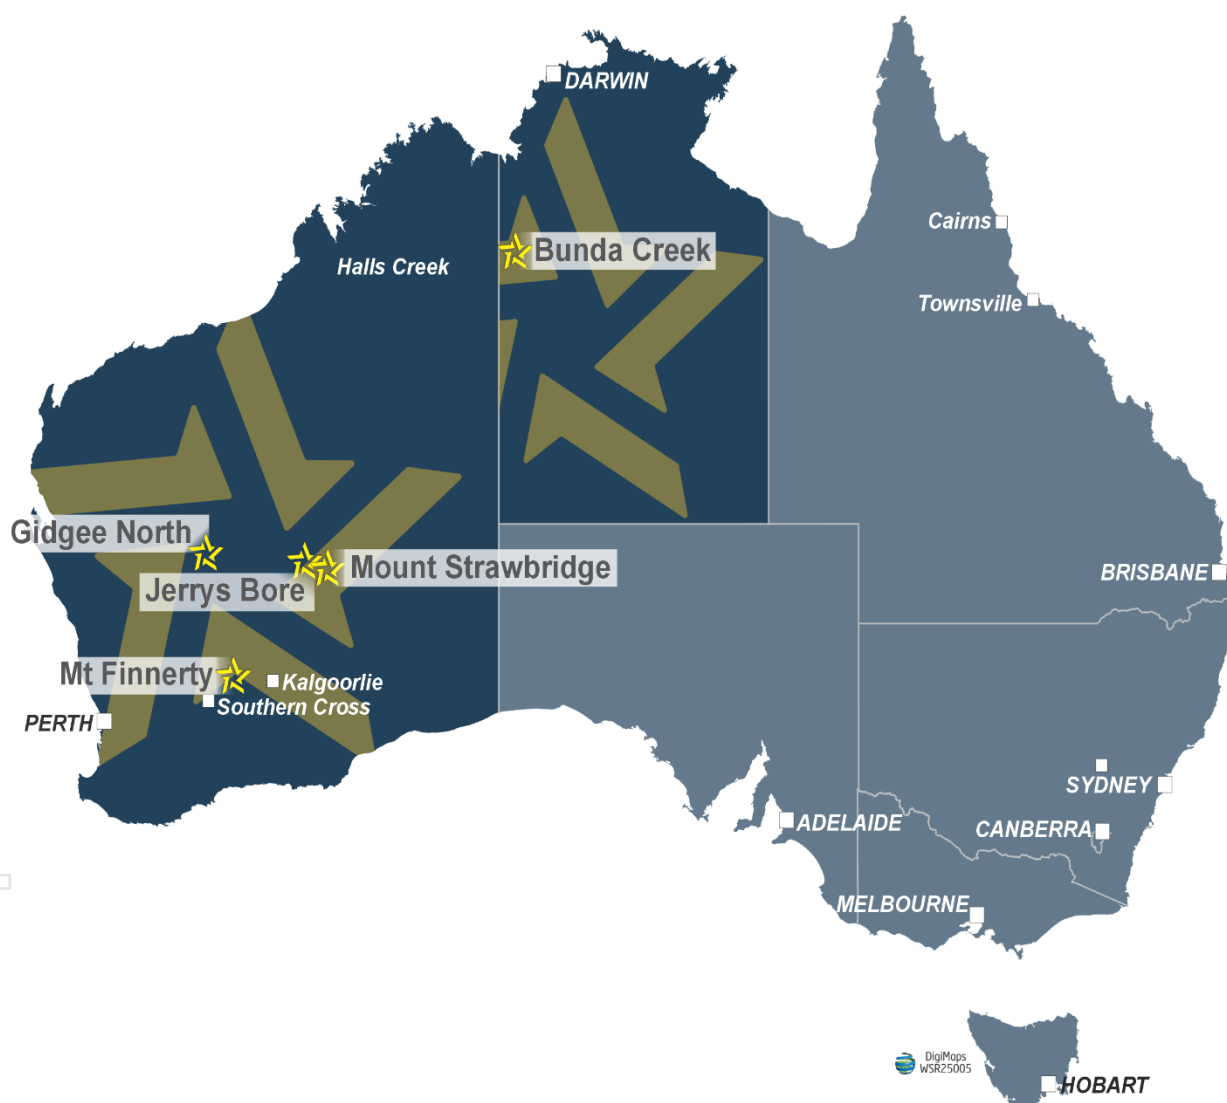 DARWIN
Cairns
Bunda Creek
Halls Creek
Townsville
Gidgee North
Mount Strawbridge
BRISBANE
Jerrys Bore
Mt Finnerty
Kalgoorlie
Southern Cross
PERTH
SYDNEY
ADELAIDE
CANBERRA
MELBOURNE
DigiMaps
WSR25005
HOBART